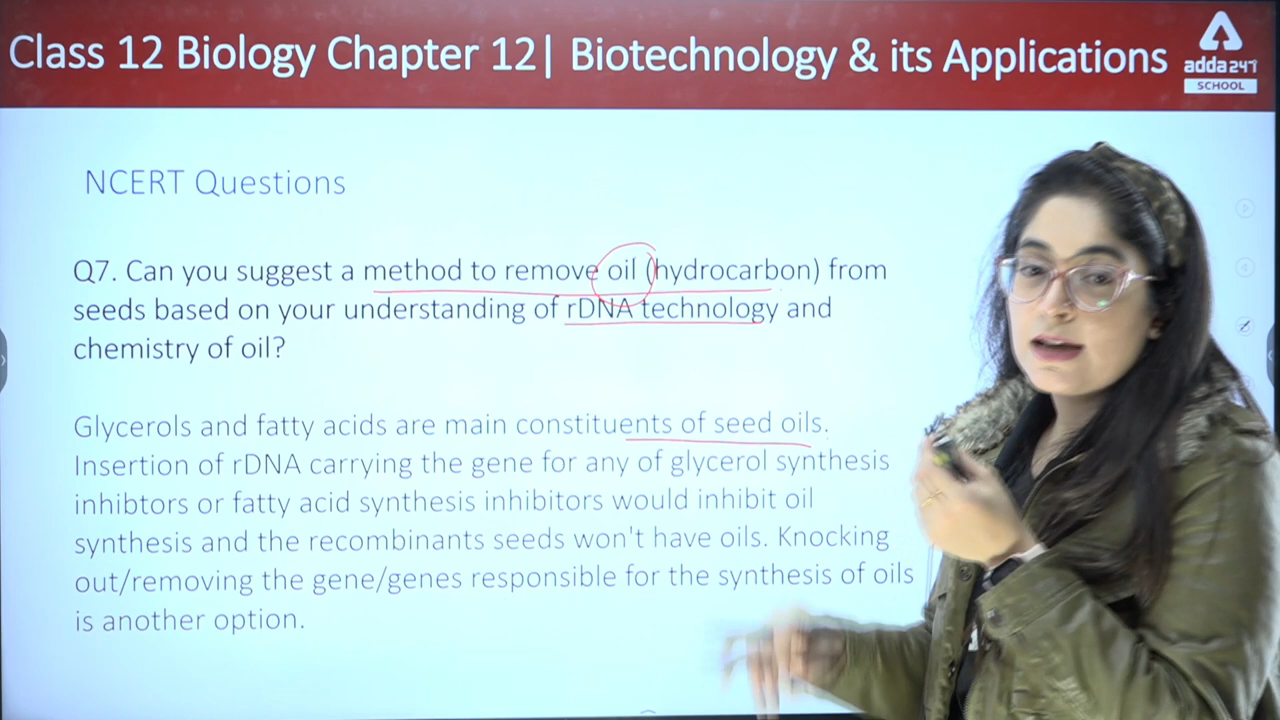 Class 12 Biology Chapter 12| Biotechnology & its Applications
adda247
SCHOOL
NCERT Questions
Q7. Can you suggest a method to remove oil (hydrocarbon) from
seeds based on your understanding of rDNA technology and
chemistry of oil?
Glycerols and fatty acids are main constituents of seed oils.
Insertion of rDNA carrying the gene for any of glycerol synthesis
inhibtors or fatty acid synthesis inhibitors would inhibit oil
synthesis and the recombinants seeds won't have oils. Knocking
out/removing the gene/genes responsible for the synthesis of oils
is another option.